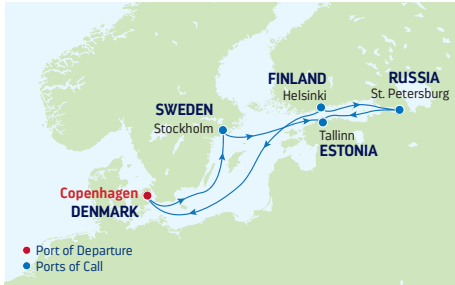 FINLAND
Helsinki
RUSSIA
St. Petersburg
SWEDEN
Stockholm
Tallinn
ESTONIA
Copenhagen
DENMARK
Port of Departure
Ports of Call